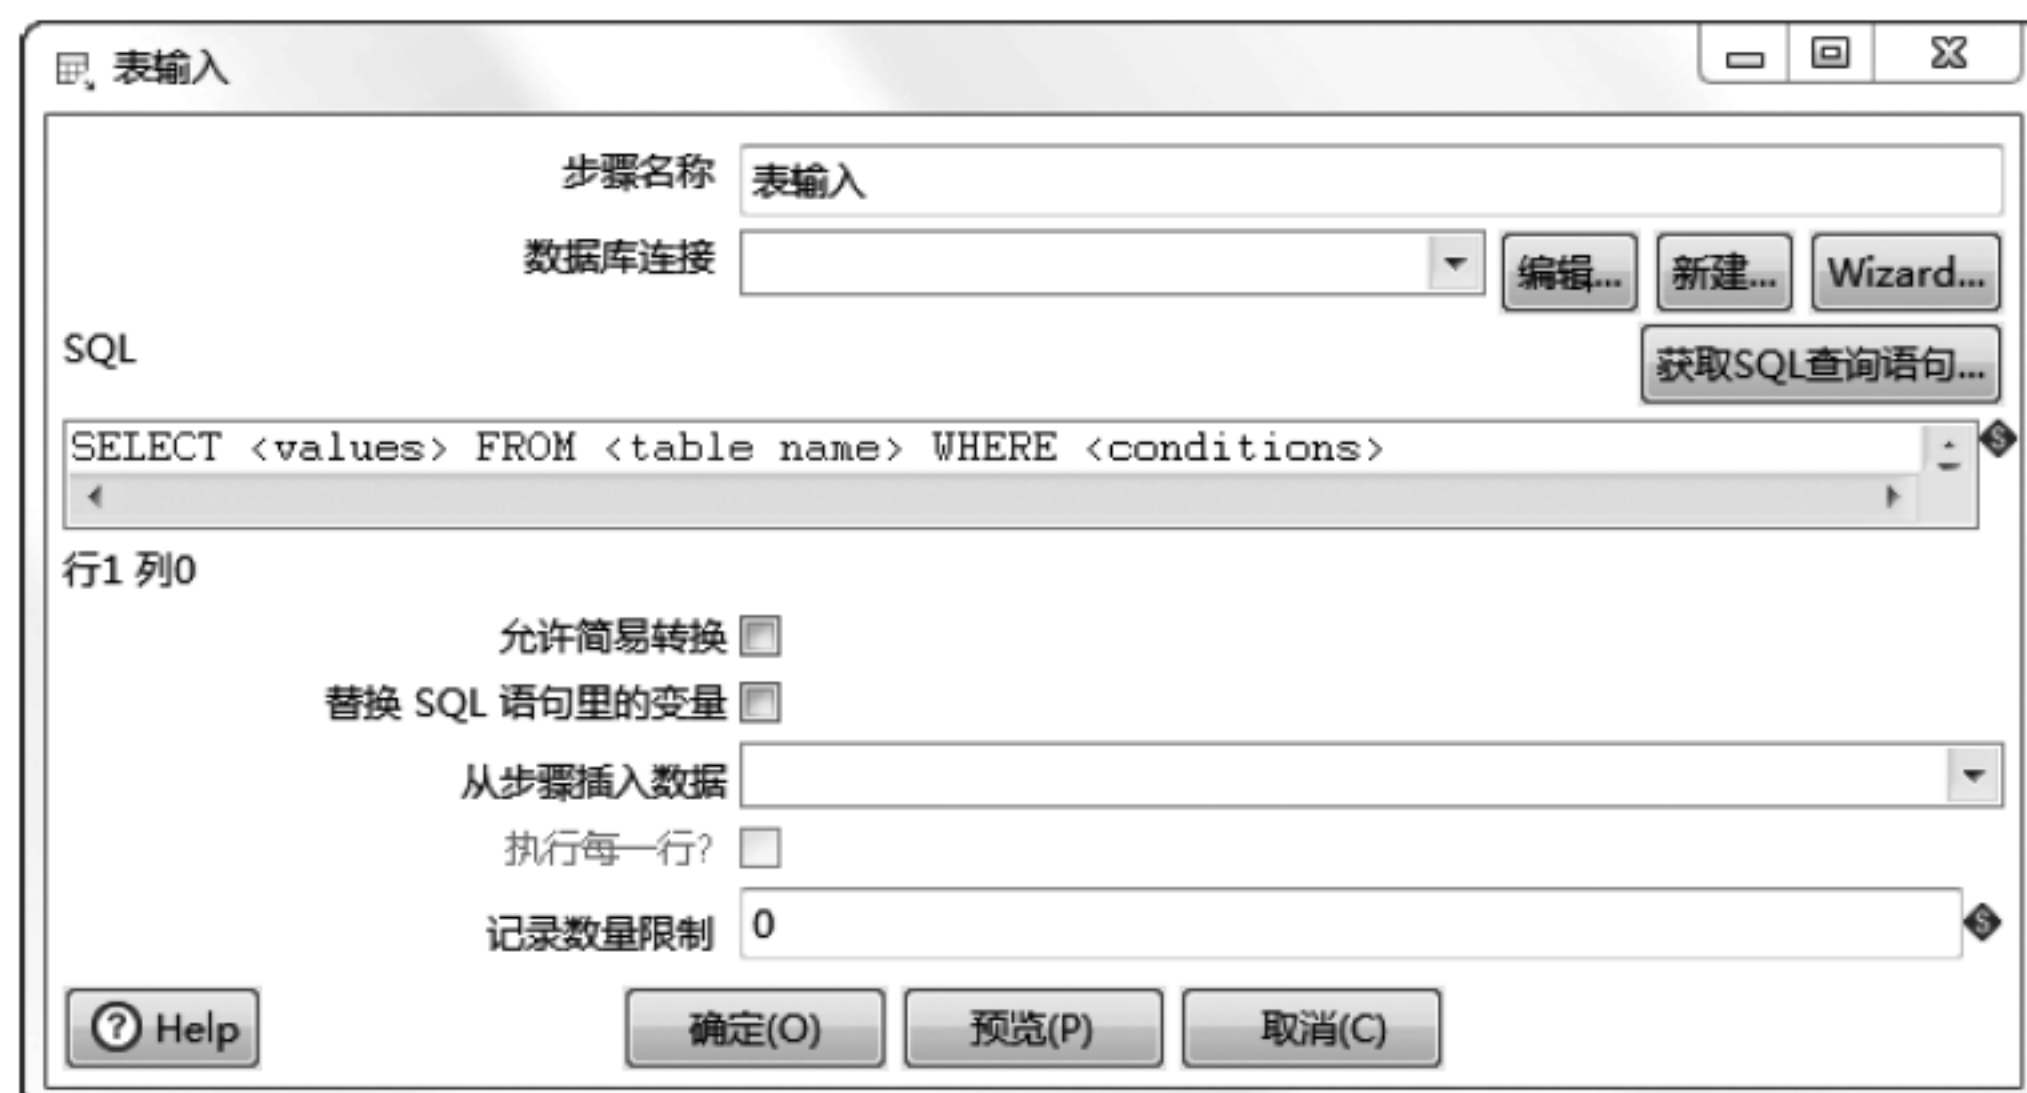 表输入
步骤名称 表输入
数据库连接 编辑... 新建... Wizard...
SQL 获取SQL查询语句...
SELECT <values> FROM <table name> WHERE <conditions>
行1 列0
允许简易转换
替换 SQL 语句里的变量
从步骤插入数据
执行每一行?
记录数量限制 0
Help 确定(O) 预览(P) 取消(C)